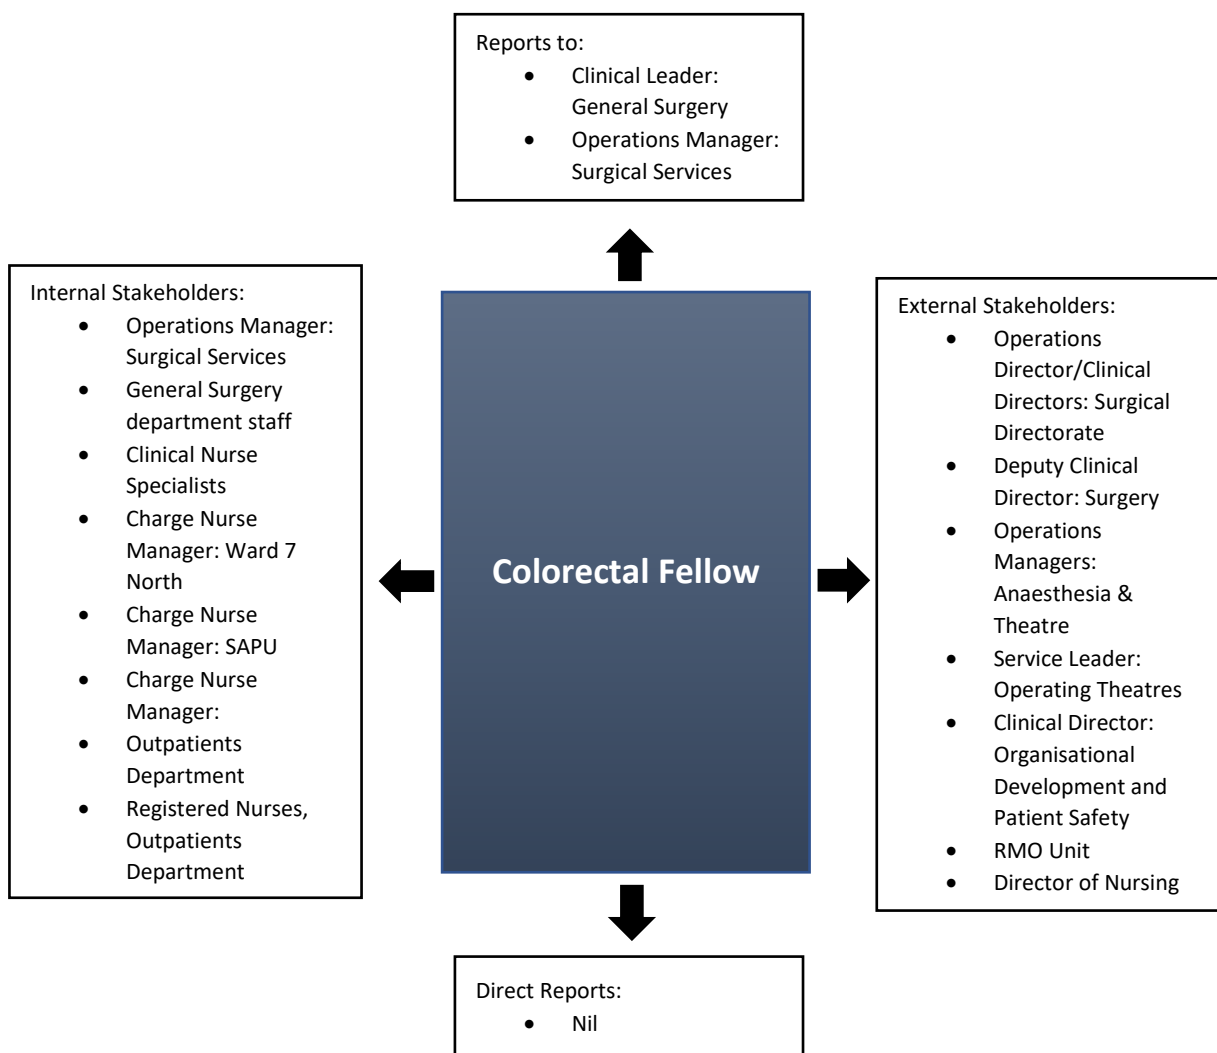 Reports to:
• Clinical Leader:
General Surgery
• Operations Manager:
Surgical Services
Internal Stakeholders:
• Operations Manager:
Surgical Services
• General Surgery
department staff
• Clinical Nurse
Specialists
• Charge Nurse
Manager: Ward 7
North
• Charge Nurse
Manager: SAPU
• Charge Nurse
Manager:
• Outpatients
Department
• Registered Nurses,
Outpatients
Department
Colorectal Fellow
External Stakeholders:
• Operations
Director/Clinical
Directors: Surgical
Directorate
• Deputy Clinical
Director: Surgery
• Operations
Managers:
Anaesthesia &
Theatre
• Service Leader:
Operating Theatres
• Clinical Director:
Organisational
Development and
Patient Safety
• RMO Unit
• Director of Nursing
Direct Reports:
• Nil